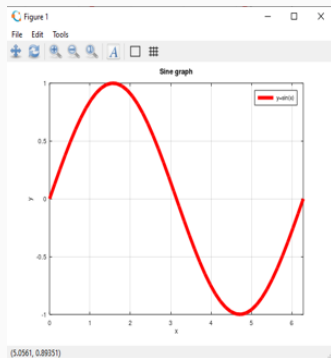 Figure 1
File Edit Tools
A
Sine graph
y=sin(x)
1
0.5
y
0
-0.5
-1
0 1 2 3 4 5 6
x
(5.0561, 0.89351)